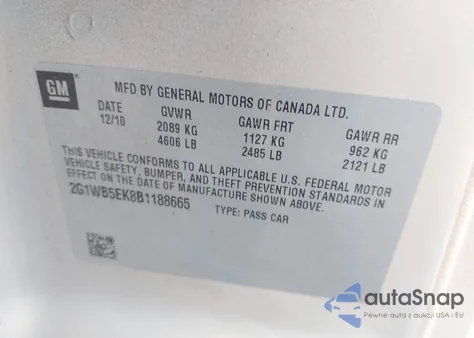 GM
MFD BY GENERAL MOTORS OF CANADA LTD.
DATE GVWR GAWR FRT GAWR RR
12/10 2089 KG 1127 KG 962 KG
4606 LB 2485 LB 2121 LB
THIS VEHICLE CONFORMS TO ALL APPLICABLE U.S. FEDERAL MOTOR
VEHICLE SAFETY, BUMPER, AND THEFT PREVENTION STANDARDS IN
EFFECT ON THE DATE OF MANUFACTURE SHOWN ABOVE.
2G1WB5EK8B1188665 TYPE: PASS CAR
autoSnap
Pewne auta z aukcji USA i EU